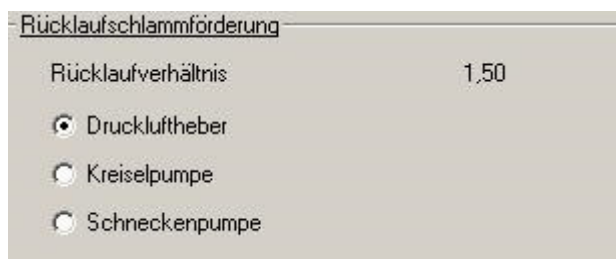 Rücklaufschlammförderung
Rücklaufverhältnis 1,50
Druckluftheber
Kreiselpumpe
Schneckenpumpe